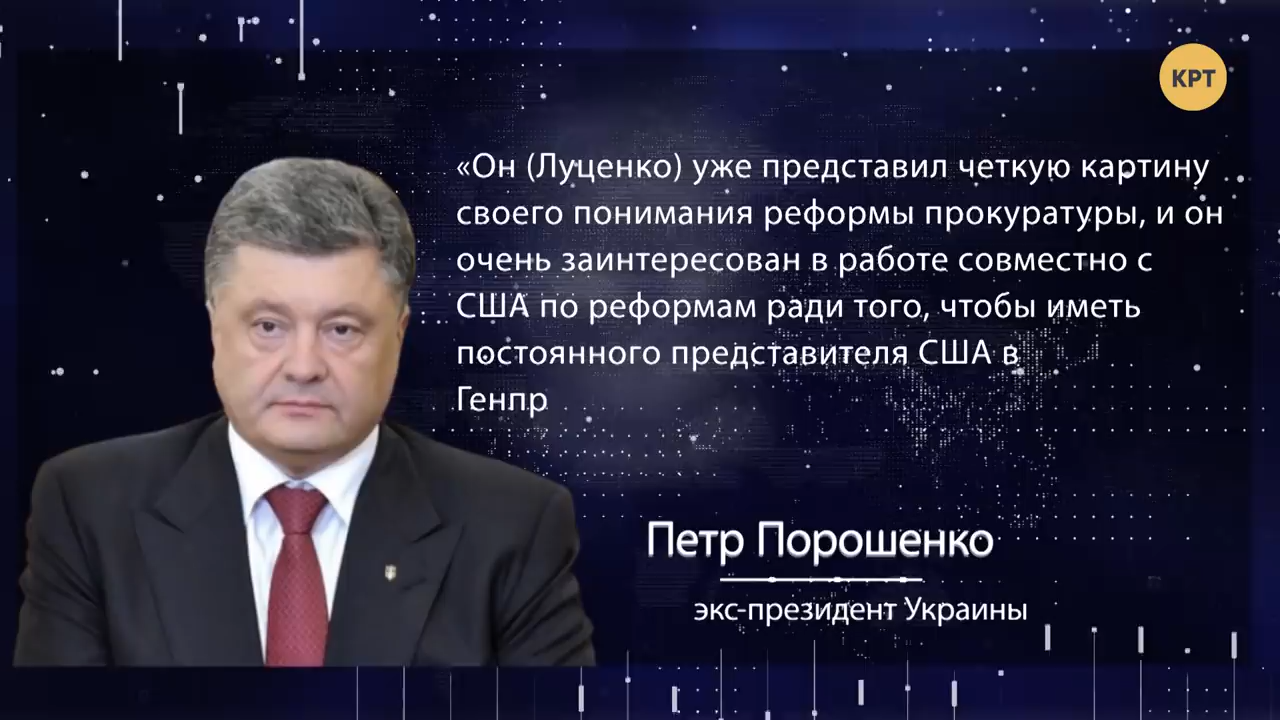 КРТ
«Он (Луценко) уже представил четкую картину
своего понимания реформы прокуратуры, и он
очень заинтересован в работе совместно с
США по реформам ради того, чтобы иметь
постоянного представителя США в
Генпр
Петр Порошенко
экс-президент Украины